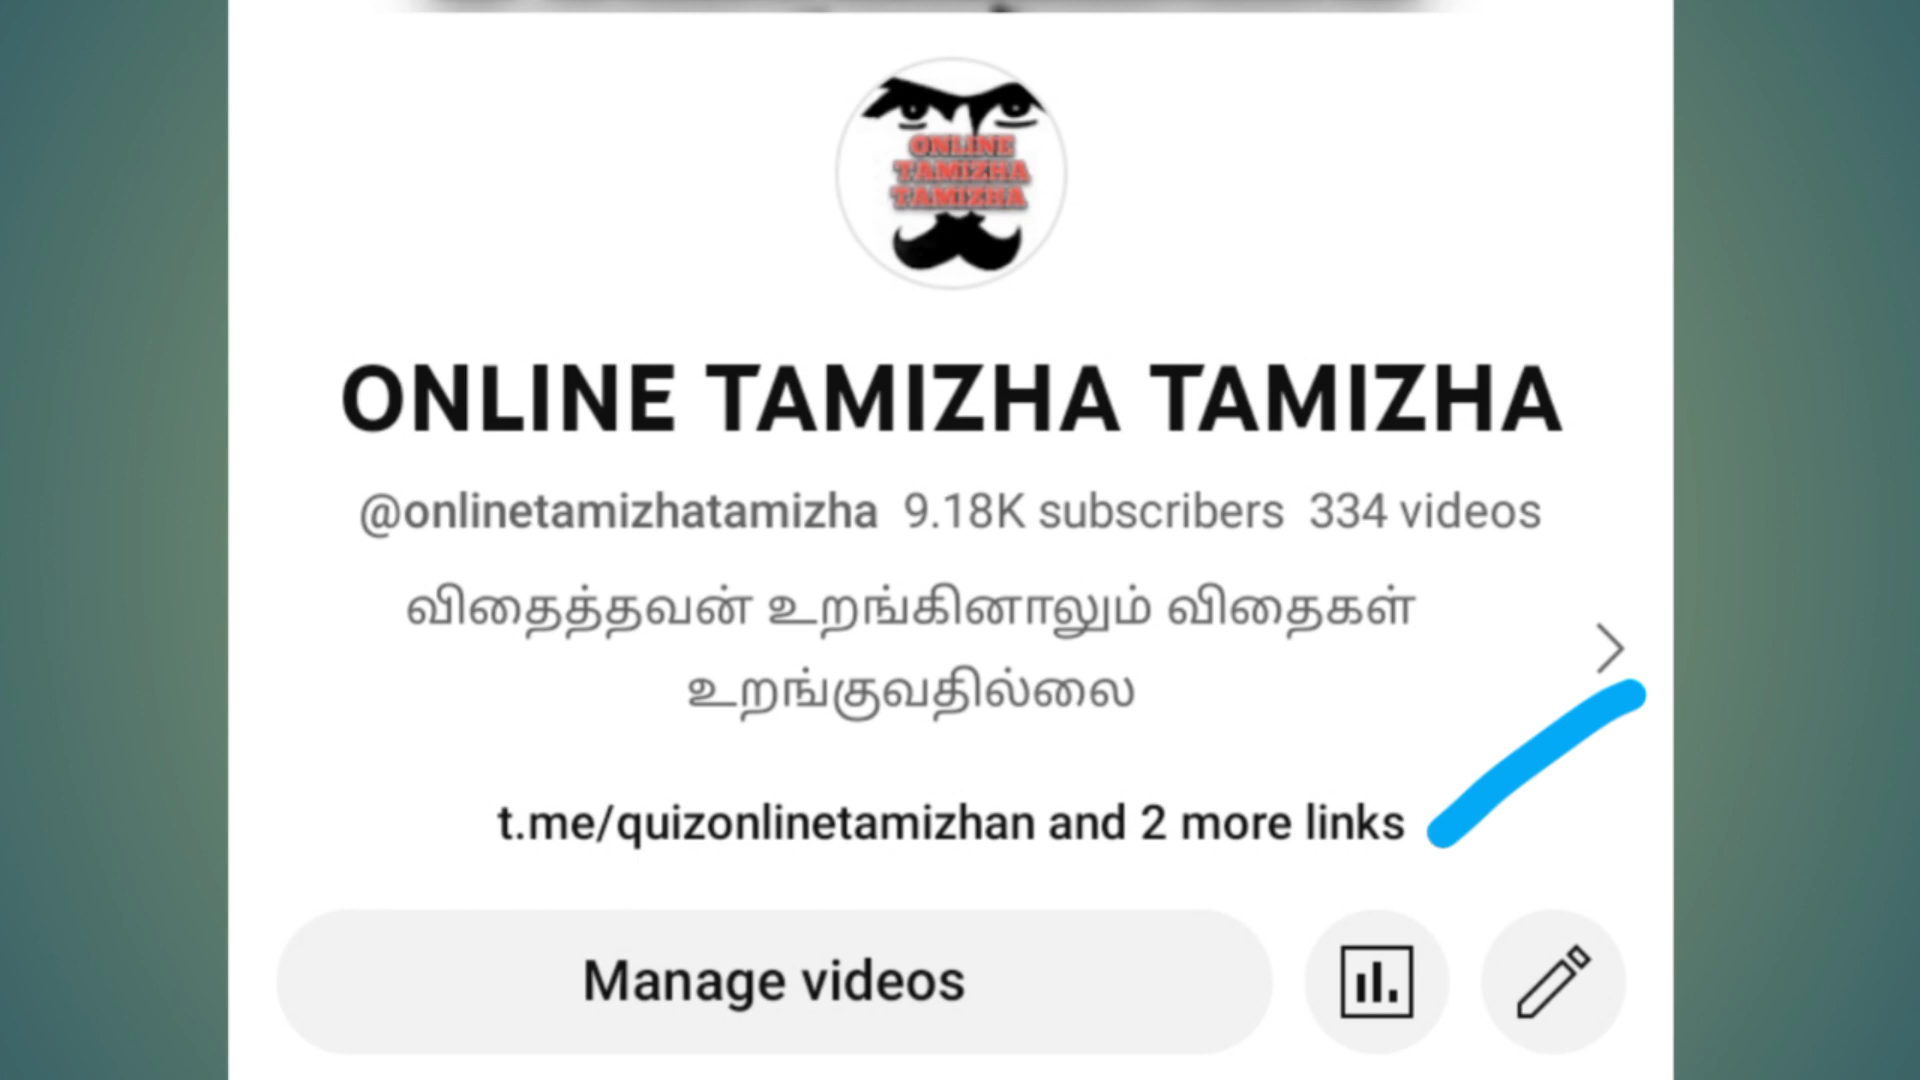 ONLINE
TAMIZHA
TAMIZHA
ONLINE TAMIZHA TAMIZHA
@onlinetamizhatamizha 9.18K subscribers 334 videos
விதைத்தவன் உறங்கினாலும் விதைகள்
உறங்குவதில்லை
t.me/quizonlinetamizhan and 2 more links
Manage videos